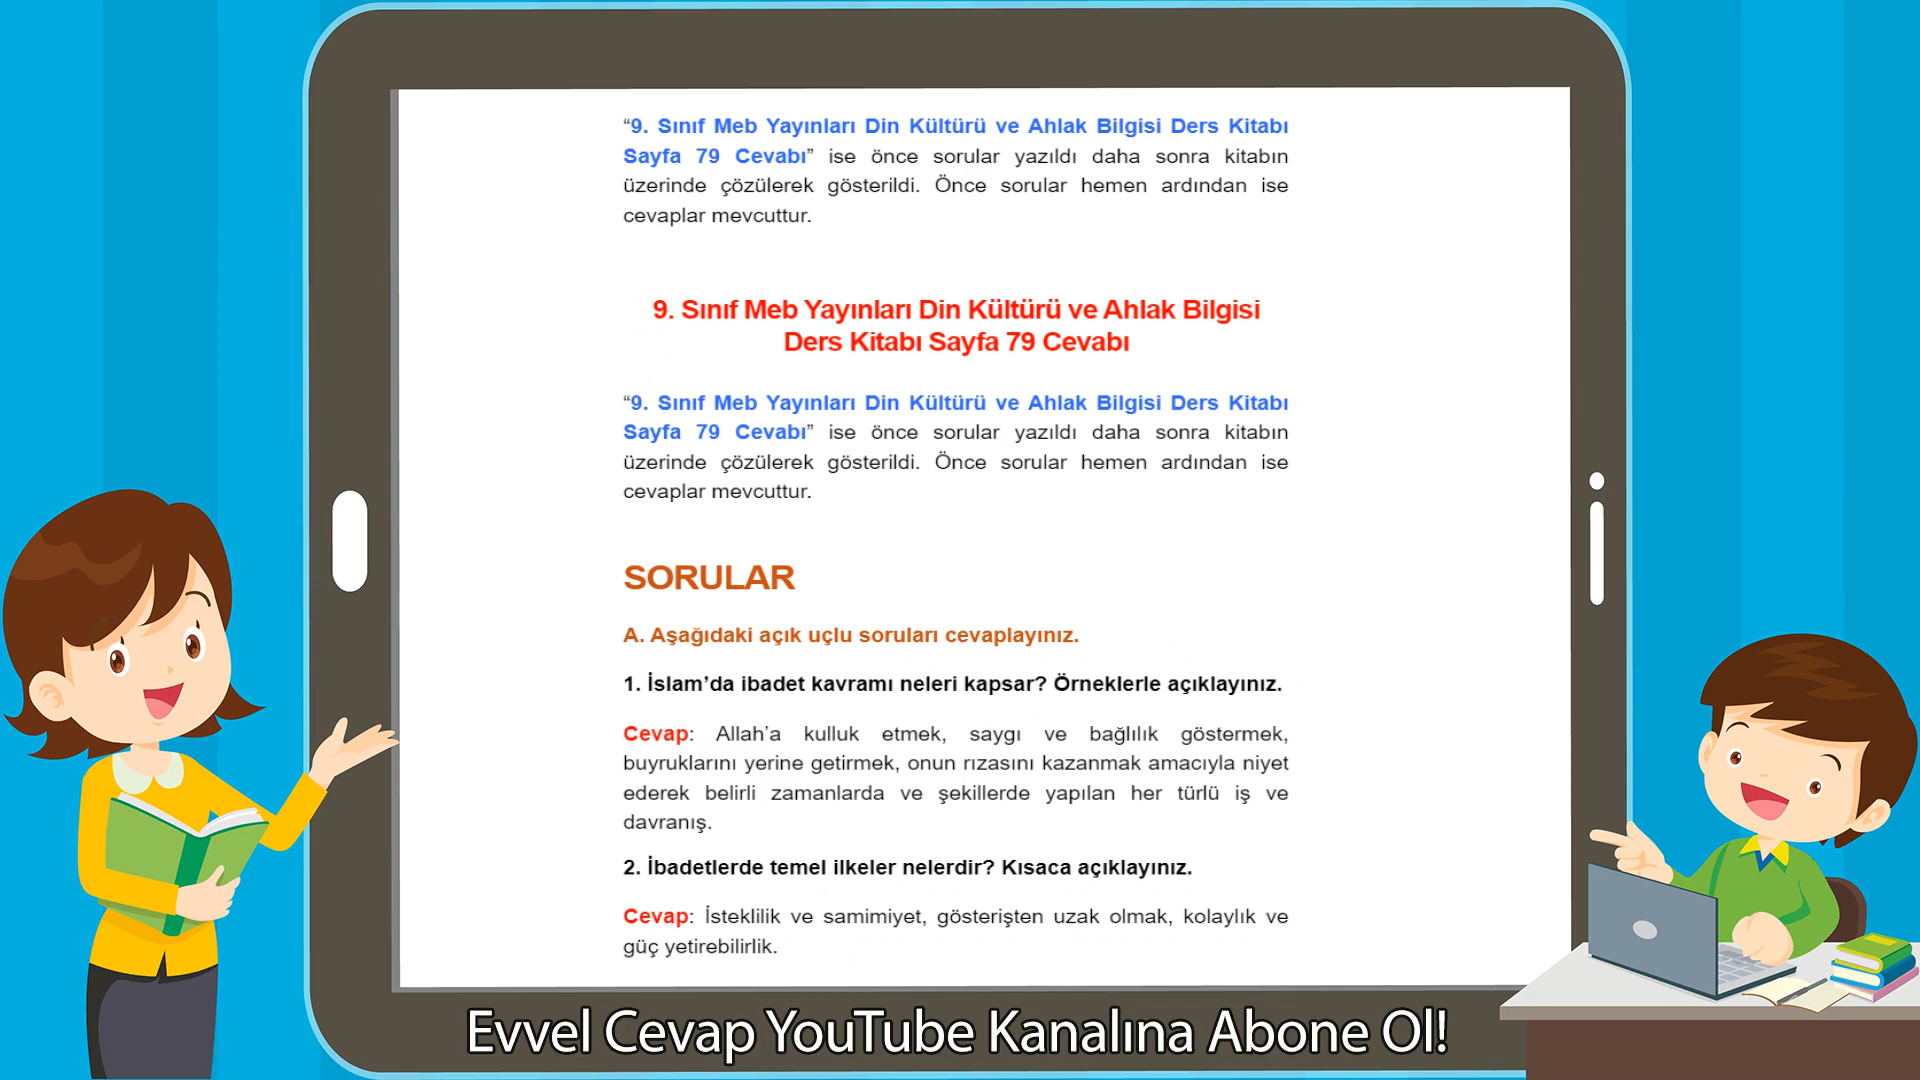 “9. Sınıf Meb Yayınları Din Kültürü ve Ahlak Bilgisi Ders Kitabı
Sayfa 79 Cevabı” ise önce sorular yazıldı daha sonra kitabın
üzerinde çözülerek gösterildi. Önce sorular hemen ardından ise
cevaplar mevcuttur.
9. Sınıf Meb Yayınları Din Kültürü ve Ahlak Bilgisi
Ders Kitabı Sayfa 79 Cevabı
“9. Sınıf Meb Yayınları Din Kültürü ve Ahlak Bilgisi Ders Kitabı
Sayfa 79 Cevabı” ise önce sorular yazıldı daha sonra kitabın
üzerinde çözülerek gösterildi. Önce sorular hemen ardından ise
cevaplar mevcuttur.
SORULAR
A. Aşağıdaki açık uçlu soruları cevaplayınız.
1. İslam’da ibadet kavramı neleri kapsar? Örneklerle açıklayınız.
Cevap: Allah’a kulluk etmek, saygı ve bağlılık göstermek,
buyruklarını yerine getirmek, onun rızasını kazanmak amacıyla niyet
ederek belirli zamanlarda ve şekillerde yapılan her türlü iş ve
davranış.
2. İbadetlerde temel ilkeler nelerdir? Kısaca açıklayınız.
Cevap: İsteklilik ve samimiyet, gösterişten uzak olmak, kolaylık ve
güç yetirebilirlik.
Evvel Cevap YouTube Kanalına Abone Ol!